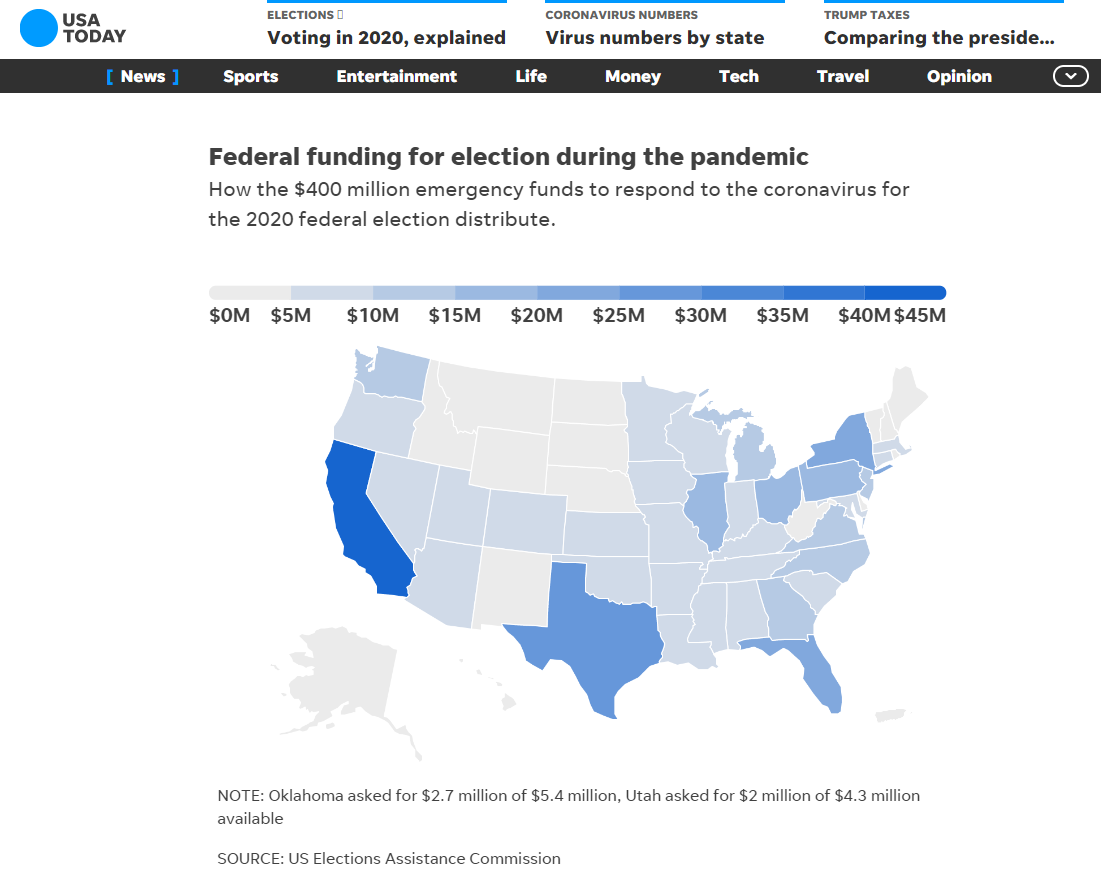 USA
TODAY
ELECTIONS
Voting in 2020, explained
CORONAVIRUS NUMBERS
Virus numbers by state
TRUMP TAXES
Comparing the preside...
[ News ]
Sports
Entertainment
Life
Money
Tech
Travel
Opinion
Federal funding for election during the pandemic
How the $400 million emergency funds to respond to the coronavirus for
the 2020 federal election distribute.
$0M $5M $10M $15M $20M $25M $30M $35M $40M $45M
NOTE: Oklahoma asked for $2.7 million of $5.4 million, Utah asked for $2 million of $4.3 million
available
SOURCE: US Elections Assistance Commission